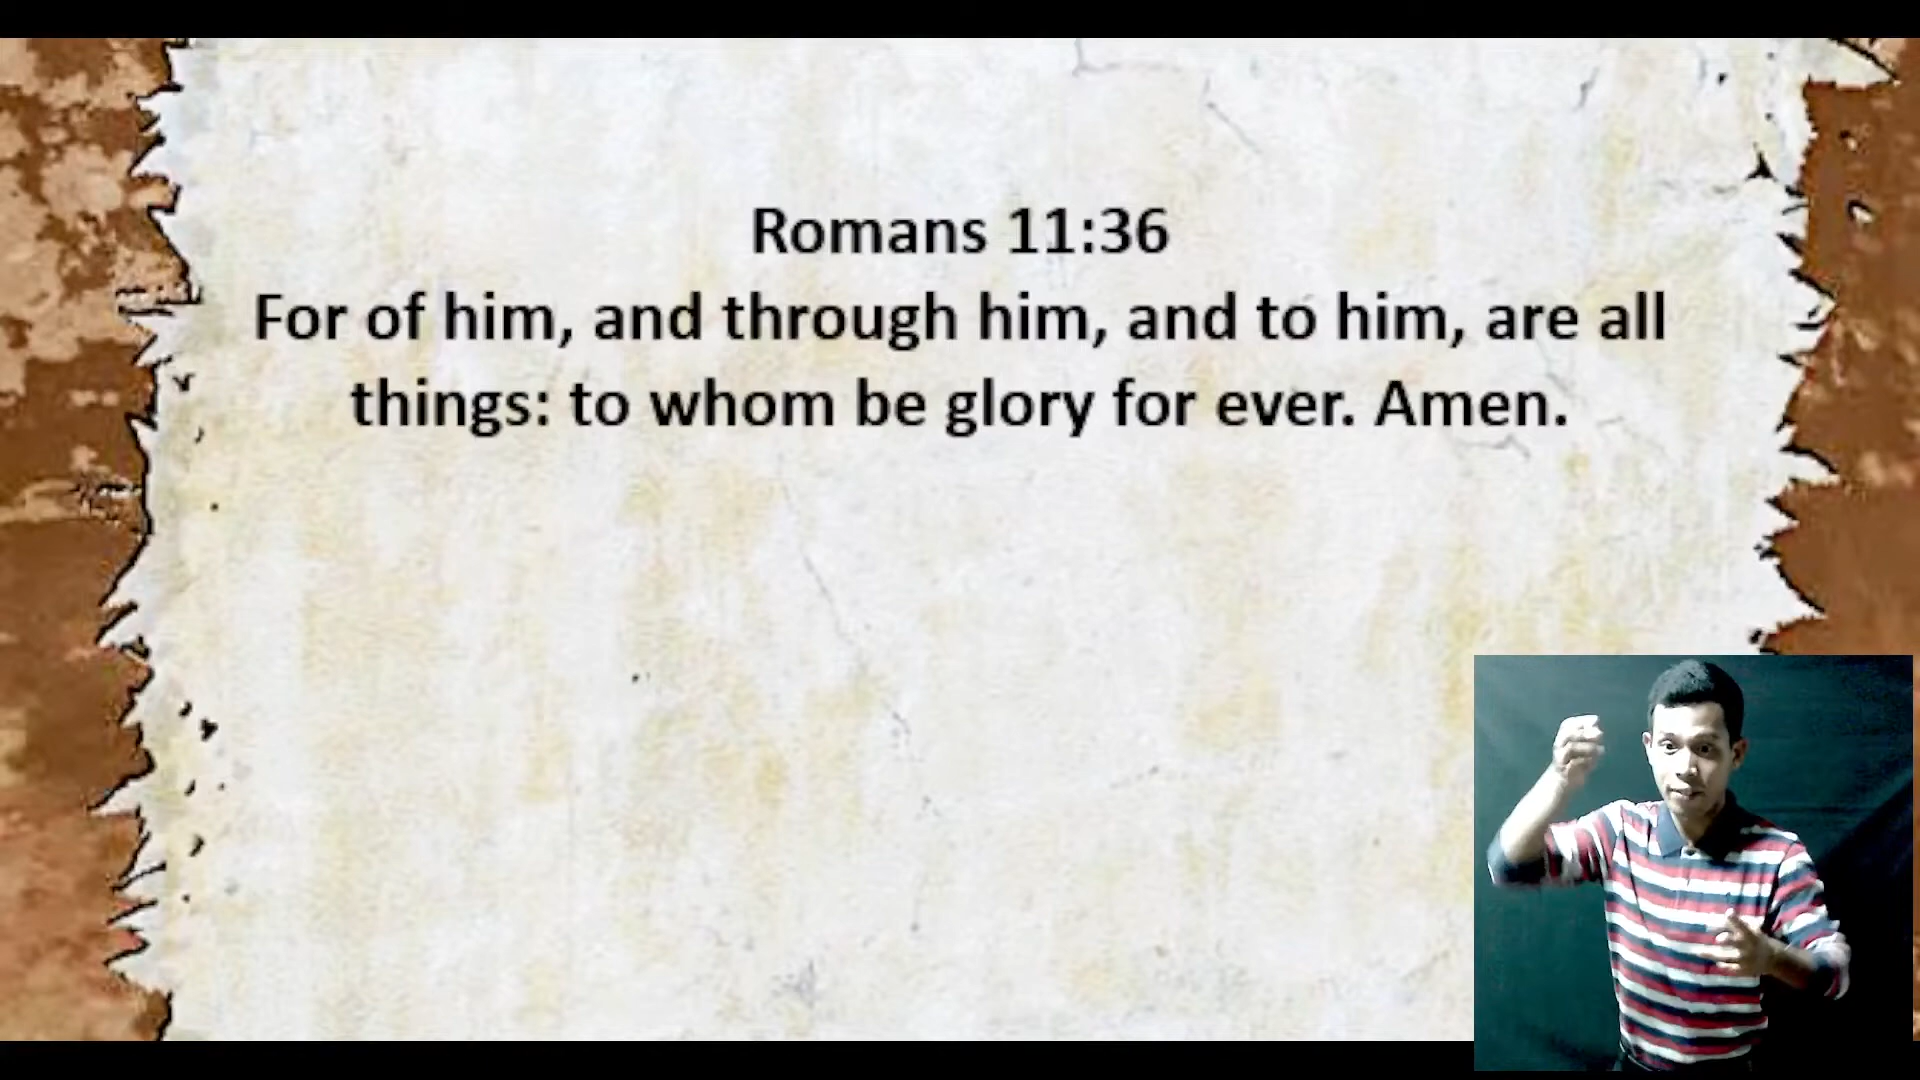 Romans 11:36
For of him, and through him, and to him, are all
things: to whom be glory for ever. Amen.